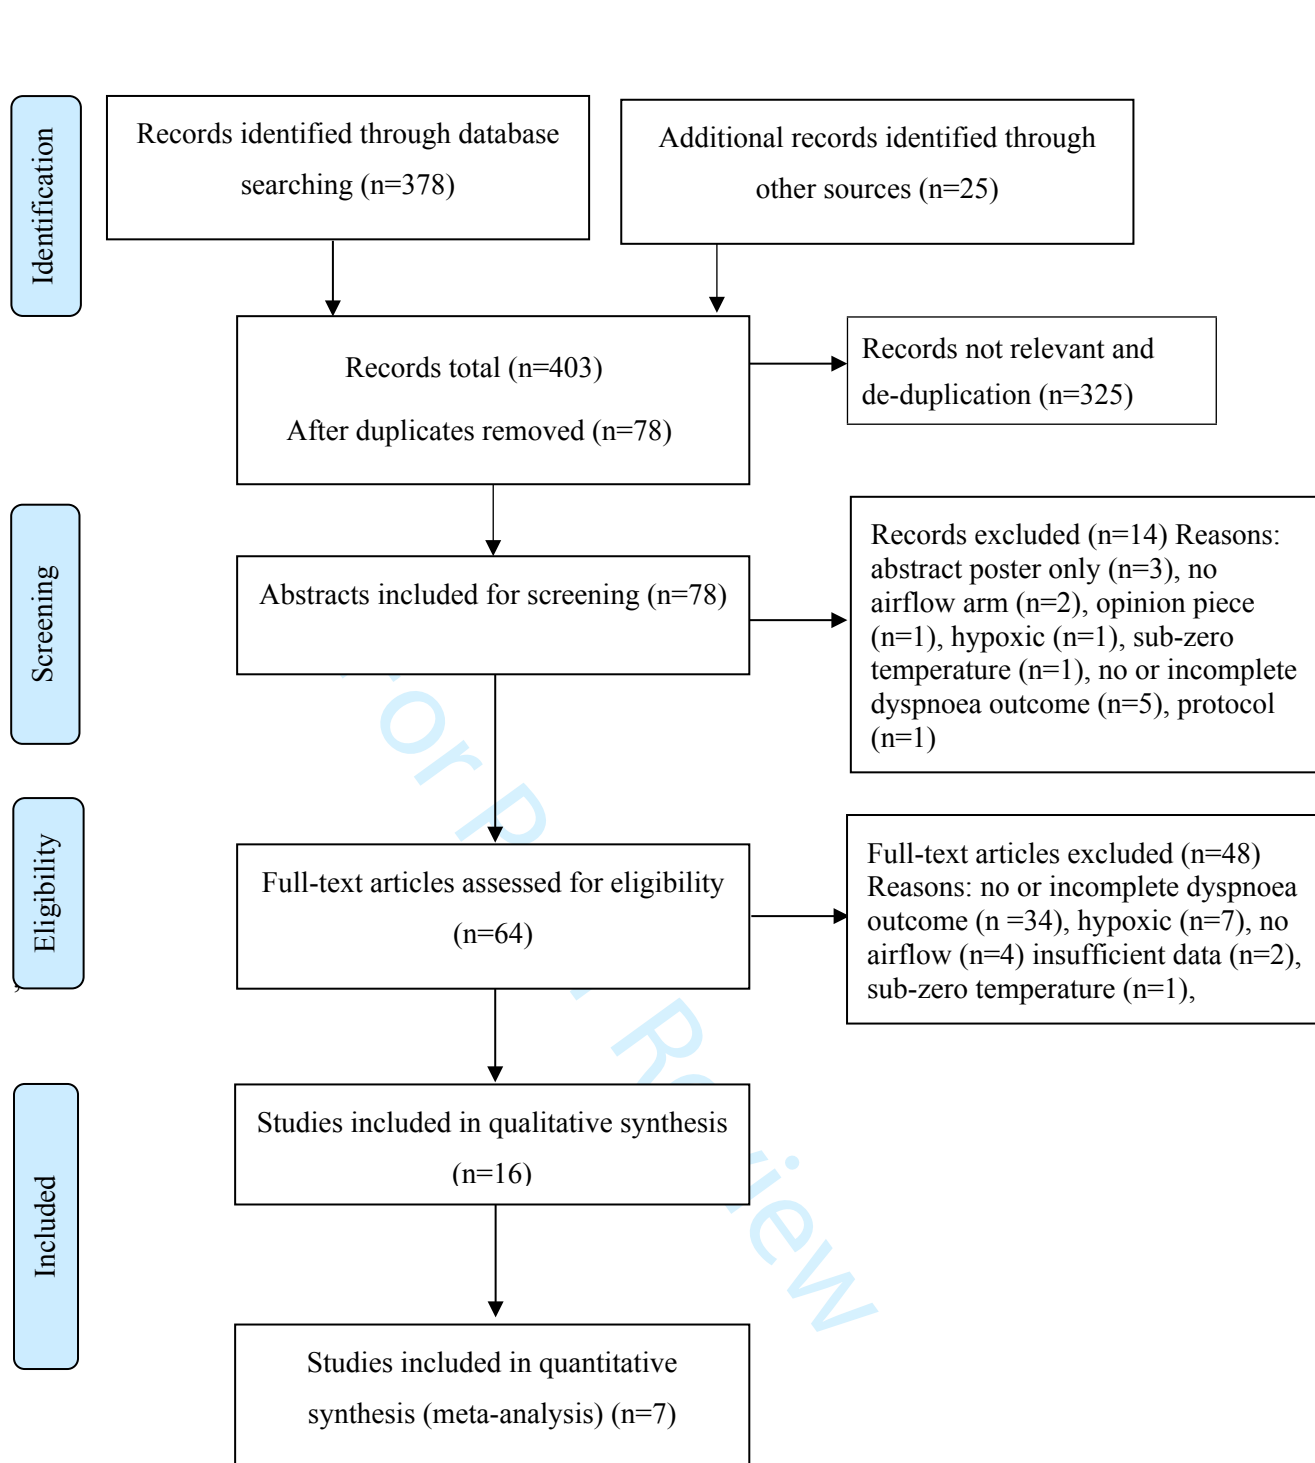 Identification
Records identified through database
searching (n=378)
Additional records identified through
other sources (n=25)
Records total (n=403)
After duplicates removed (n=78)
Records not relevant and
de-duplication (n=325)
Screening
Abstracts included for screening (n=78)
Records excluded (n=14) Reasons:
abstract poster only (n=3), no
airflow arm (n=2), opinion piece
(n=1), hypoxic (n=1), sub-zero
temperature (n=1), no or incomplete
dyspnoea outcome (n=5), protocol
(n=1)
Eligibility
Full-text articles assessed for eligibility
(n=64)
Full-text articles excluded (n=48)
Reasons: no or incomplete dyspnoea
outcome (n =34), hypoxic (n=7), no
airflow (n=4) insufficient data (n=2),
sub-zero temperature (n=1),
Included
Studies included in qualitative synthesis
(n=16)
Studies included in quantitative
synthesis (meta-analysis) (n=7)